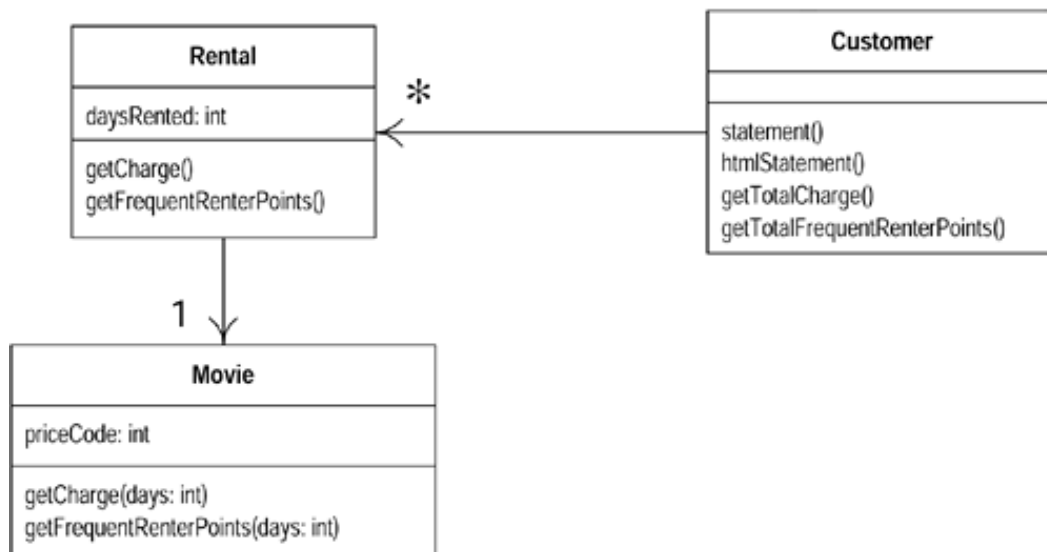 Rental
daysRented: int
getCharge()
getFrequentRenterPoints()
*
Customer
statement()
htmlStatement()
getTotalCharge()
getTotalFrequentRenterPoints()
1
Movie
priceCode: int
getCharge(days: int)
getFrequentRenterPoints(days: int)